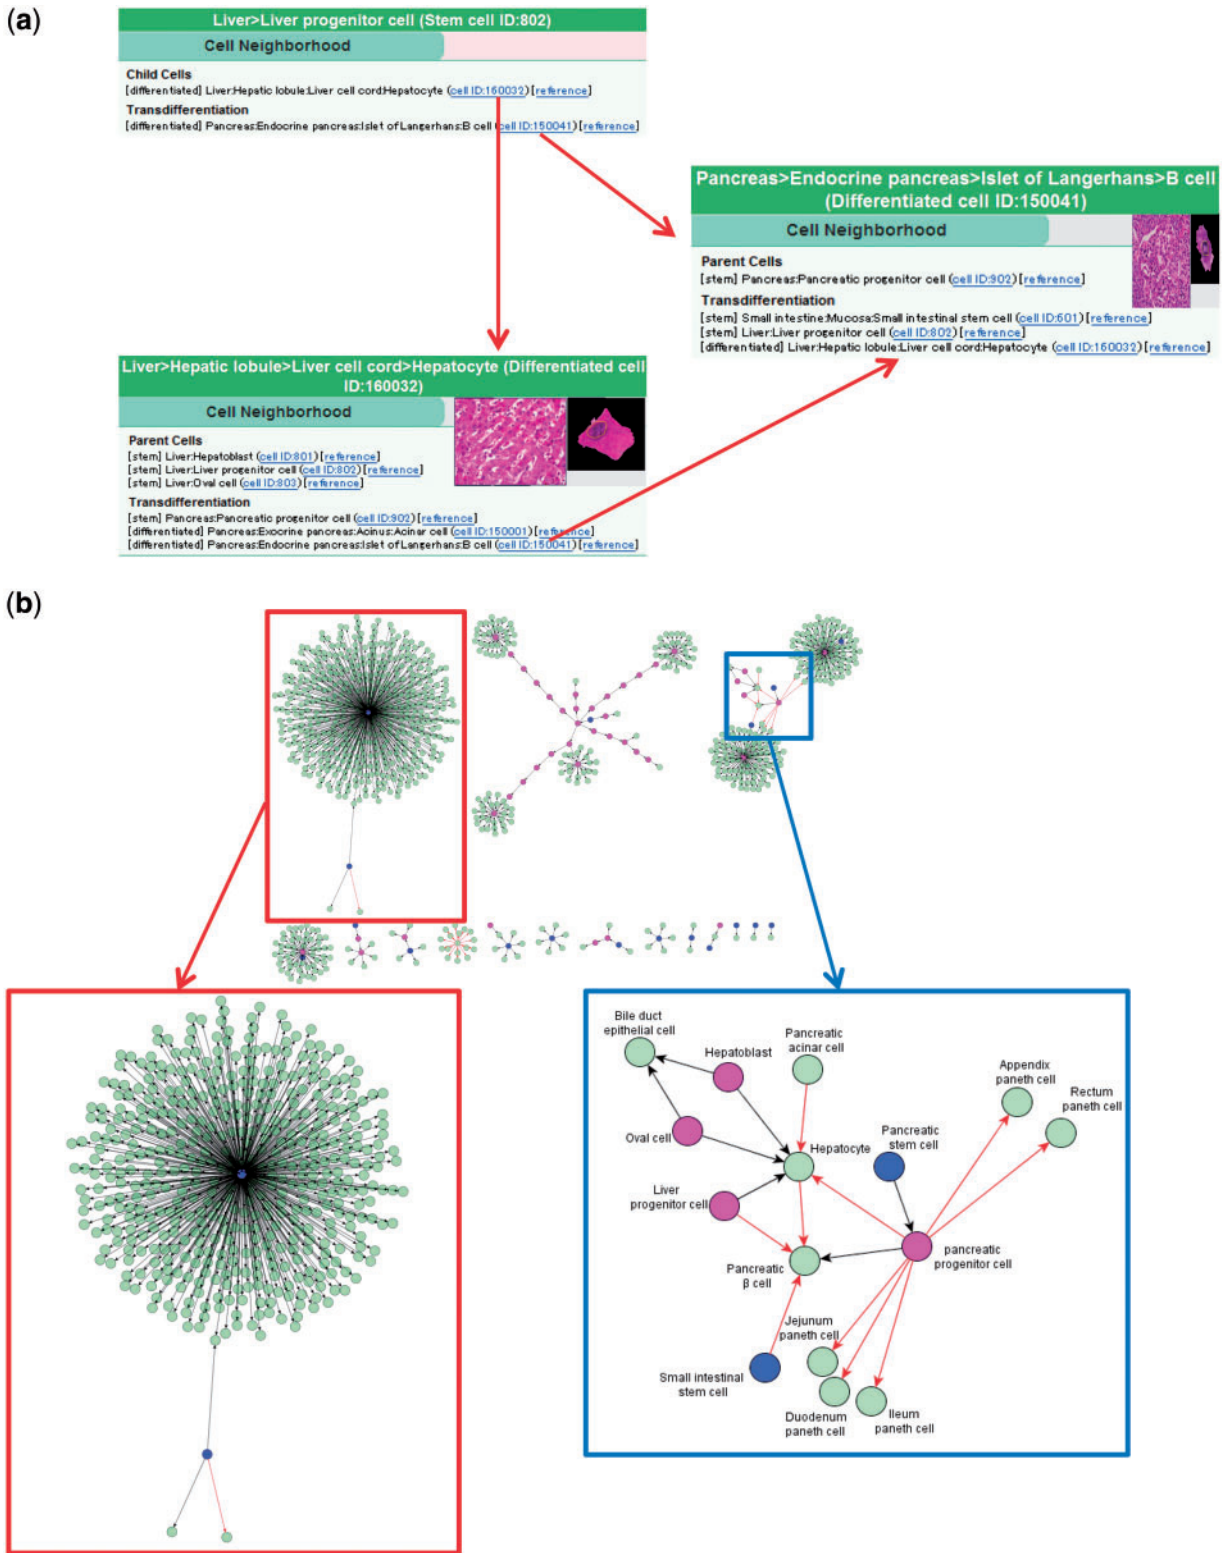 (a)
Liver>Liver progenitor cell (Stem cell ID:802)
Cell Neighborhood
Child Cells
[differentiated] Liver:Hepatic lobule:Liver cell cord:Hepatocyte (cell ID:160032)[reference]
Transdifferentiation
[differentiated] Pancreas:Endocrine pancreas:Islet of Langerhans:B cell (cell ID:150041)[reference]
Pancreas>Endocrine pancreas>Islet of Langerhans>B cell
(Differentiated cell ID:150041)
Cell Neighborhood
Parent Cells
[stem] Pancreas:Pancreatic progenitor cell (cell ID:902)[reference]
Transdifferentiation
[stem] Small intestine:Mucosa:Small intestinal stem cell (cell ID:601)[reference]
[stem] Liver:Liver progenitor cell (cell ID:802)[reference]
[differentiated] Liver:Hepatic lobule:Liver cell cord:Hepatocyte (cell ID:160032)[reference]
Liver>Hepatic lobule>Liver cell cord>Hepatocyte (Differentiated cell
ID:160032)
Cell Neighborhood
Parent Cells
[stem] Liver:Hepatoblast (cell ID:801)[reference]
[stem] Liver:Liver progenitor cell (cell ID:802)[reference]
[stem] Liver:Oval cell (cell ID:803)[reference]
Transdifferentiation
[stem] Pancreas:Pancreatic progenitor cell (cell ID:902)[reference]
[differentiated] Pancreas:Exocrine pancreas:Acinus:Acinar cell (cell ID:150001)[reference]
[differentiated] Pancreas:Endocrine pancreas:Islet of Langerhans:B cell (cell ID:150041)[reference]
(b)
Bile duct
epithelial cell
Hepatoblast
Pancreatic
acinar cell
Appendix
paneth cell
Rectum
paneth cell
Oval cell
Hepatocyte
Pancreatic
stem cell
Liver
progenitor cell
Pancreatic
β cell
pancreatic
progenitor cell
Jejunum
paneth cell
Small intestinal
stem cell
Duodenum
paneth cell
Ileum
paneth cell